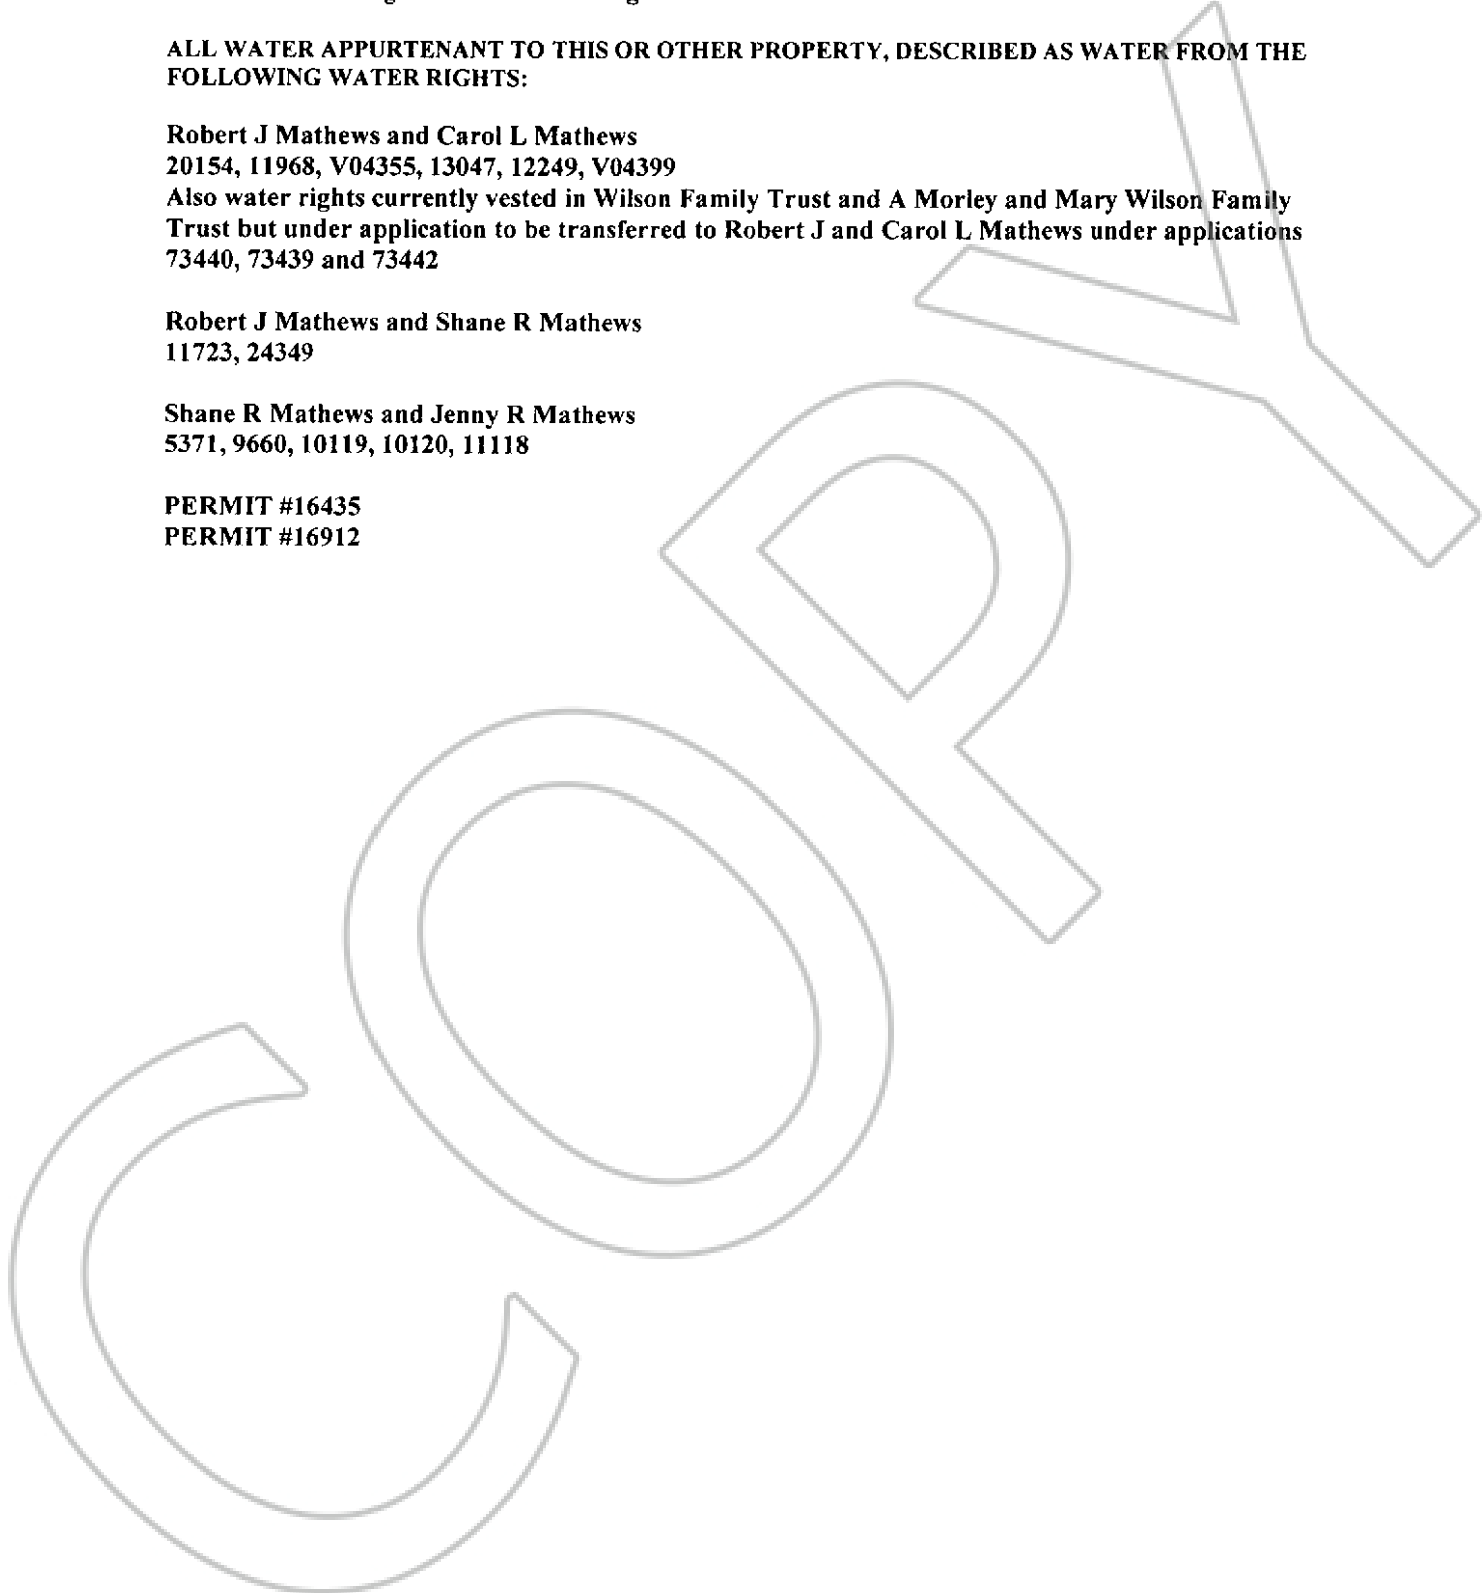 ALL WATER APPURTENANT TO THIS OR OTHER PROPERTY, DESCRIBED AS WATER FROM THE
FOLLOWING WATER RIGHTS:
Robert J Mathews and Carol L Mathews
20154, 11968, V04355, 13047, 12249, V04399
Also water rights currently vested in Wilson Family Trust and A Morley and Mary Wilson Family
Trust but under application to be transferred to Robert J and Carol L Mathews under applications
73440, 73439 and 73442
Robert J Mathews and Shane R Mathews
11723, 24349
Shane R Mathews and Jenny R Mathews
5371, 9660, 10119, 10120, 11118
PERMIT #16435
PERMIT #16912
COPY